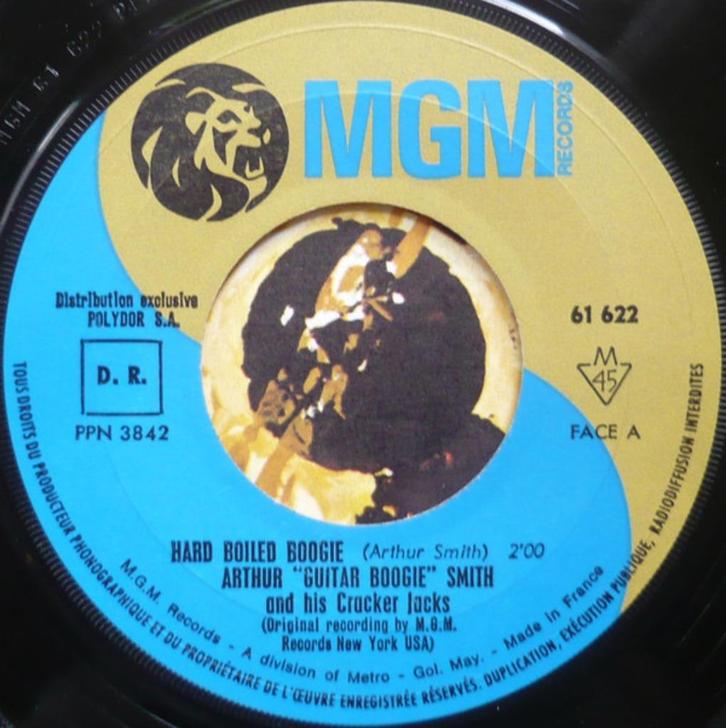 MGM
RECORDS
Distribution exclusive
POLYDOR S.A.
D. R.
PPN 3842
61 622
M
45
FACE A
HARD BOILED BOOGIE (Arthur Smith) 2'00
ARTHUR "GUITAR BOOGIE" SMITH
and his Cracker Jacks
(Original recording by M.G.M.
Records New York USA)
M.G.M. Records - A division of Metro - Gol. May. - Made in France
TOUS DROITS DU PRODUCTEUR PHONOGRAPHIQUE ET DU PROPRIÉTAIRE DE L'ŒUVRE ENREGISTRÉE RÉSERVÉS. DUPLICATION, EXÉCUTION PUBLIQUE, RADIODIFFUSION INTERDITES